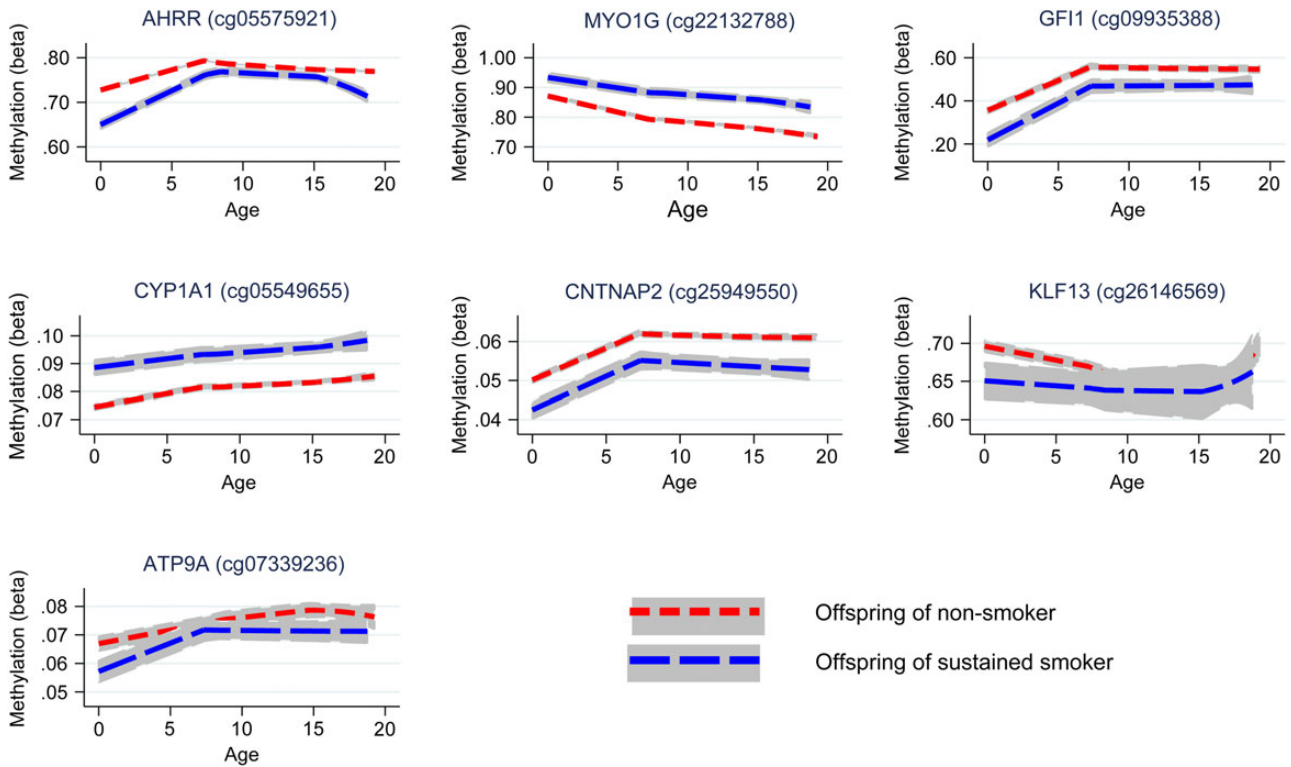 AHRR (cg05575921)
Methylation (beta)
.80
.70
.60
0 5 10 15 20
Age
MYO1G (cg22132788)
Methylation (beta)
1.00
.90
.80
.70
0 5 10 15 20
Age
GFI1 (cg09935388)
Methylation (beta)
.60
.40
.20
0 5 10 15 20
Age
CYP1A1 (cg05549655)
Methylation (beta)
.10
.09
.08
.07
0 5 10 15 20
Age
CNTNAP2 (cg25949550)
Methylation (beta)
.06
.05
.04
0 5 10 15 20
Age
KLF13 (cg26146569)
Methylation (beta)
.70
.65
.60
0 5 10 15 20
Age
ATP9A (cg07339236)
Methylation (beta)
.08
.07
.06
.05
0 5 10 15 20
Age
Offspring of non-smoker
Offspring of sustained smoker